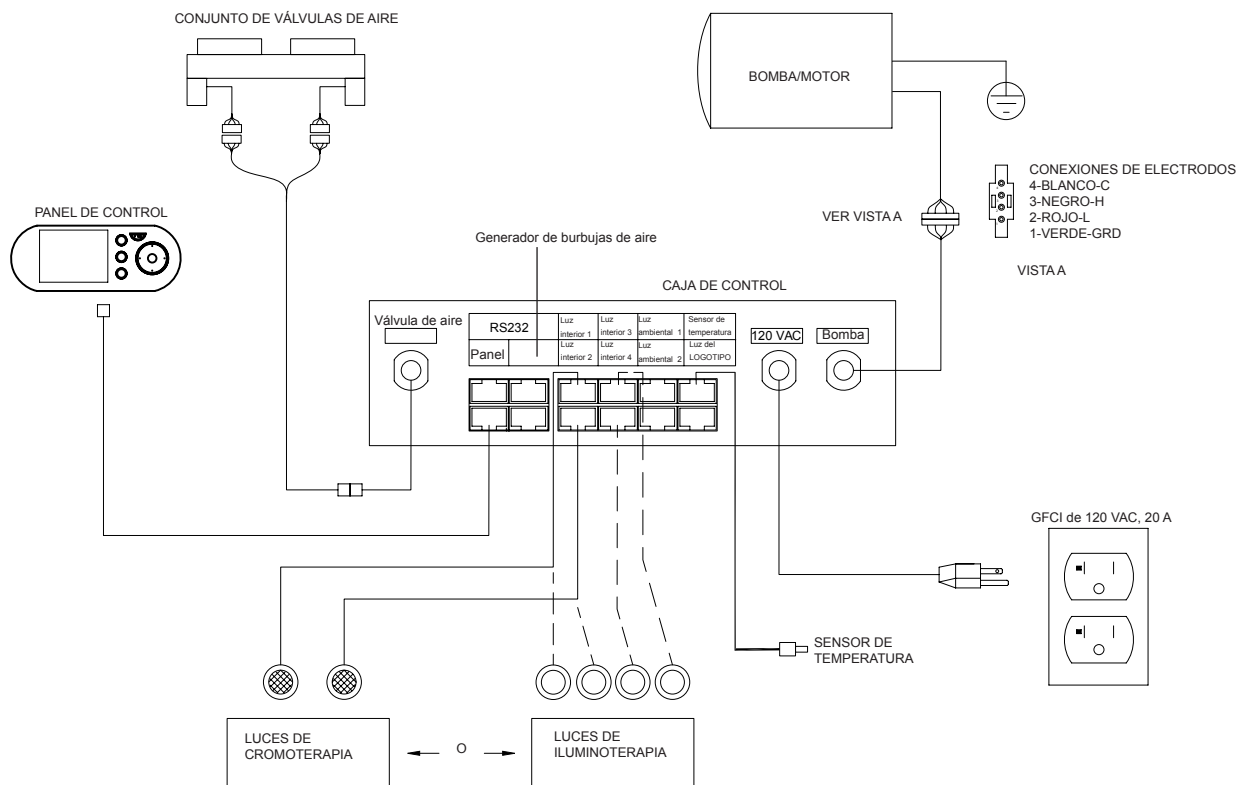 CONJUNTO DE VÁLVULAS DE AIRE
BOMBA/MOTOR
CONEXIONES DE ELECTRODOS
4-BLANCO-C
3-NEGRO-H
2-ROJO-L
1-VERDE-GRD
VISTA A
VER VISTA A
PANEL DE CONTROL
Generador de burbujas de aire
CAJA DE CONTROL
Válvula de aire
RS232
Panel
Luz
interior 1
Luz
interior 3
Luz
ambiental 1
Sensor de
temperatura
Luz
interior 2
Luz
interior 4
Luz
ambiental 2
Luz del
LOGOTIPO
120 VAC
Bomba
GFCI de 120 VAC, 20 A
SENSOR DE
TEMPERATURA
LUCES DE
CROMOTERAPIA
O
LUCES DE
ILUMINOTERAPIA